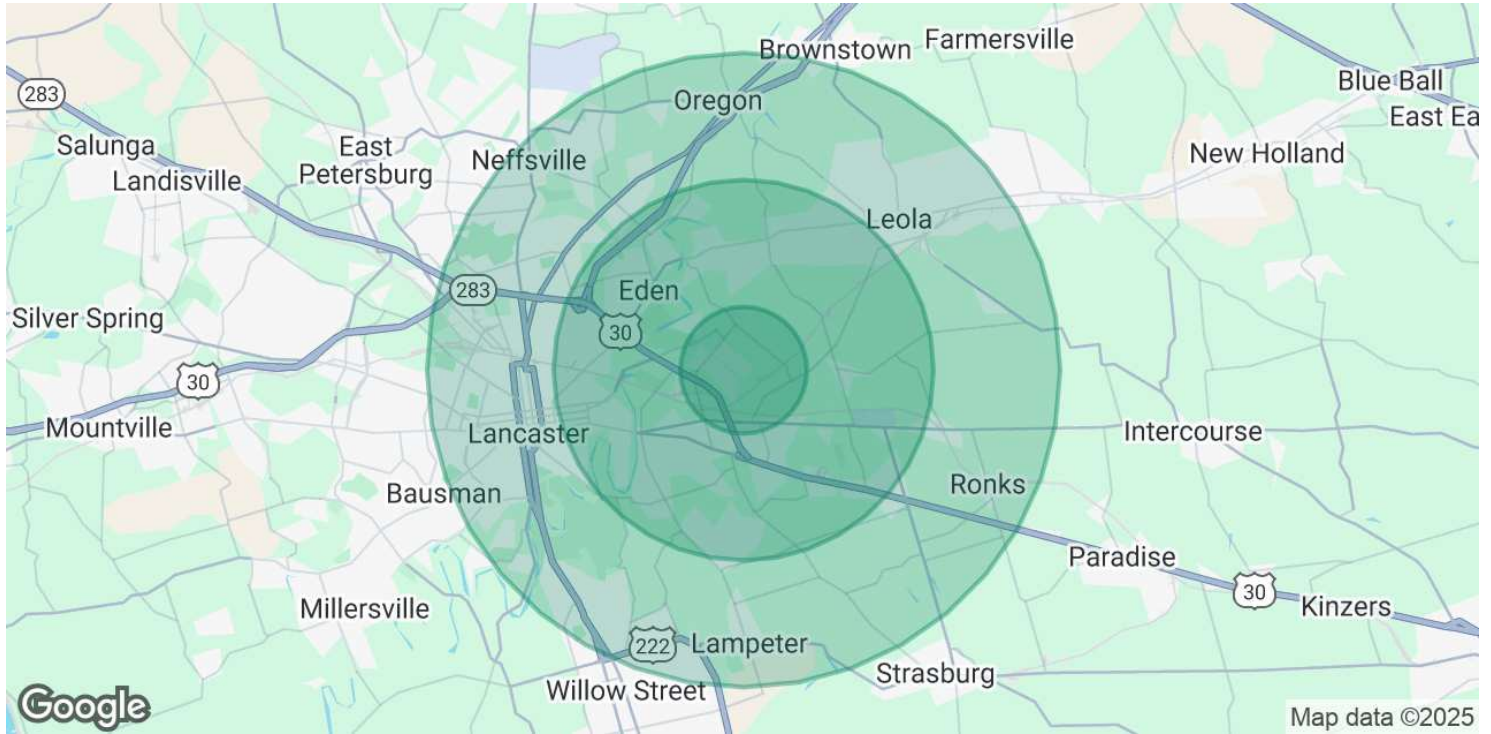 Brownstown
Farmersville
Blue Ball
283
Oregon
East Ea
Salunga
East
Petersburg
Neffsville
New Holland
Landisville
Leola
283
Eden
Silver Spring
30
30
Mountville
Lancaster
Intercourse
Bausman
Ronks
Paradise
30
Millersville
Kinzers
222
Lampeter
Strasburg
Willow Street
Google
Map data ©2025